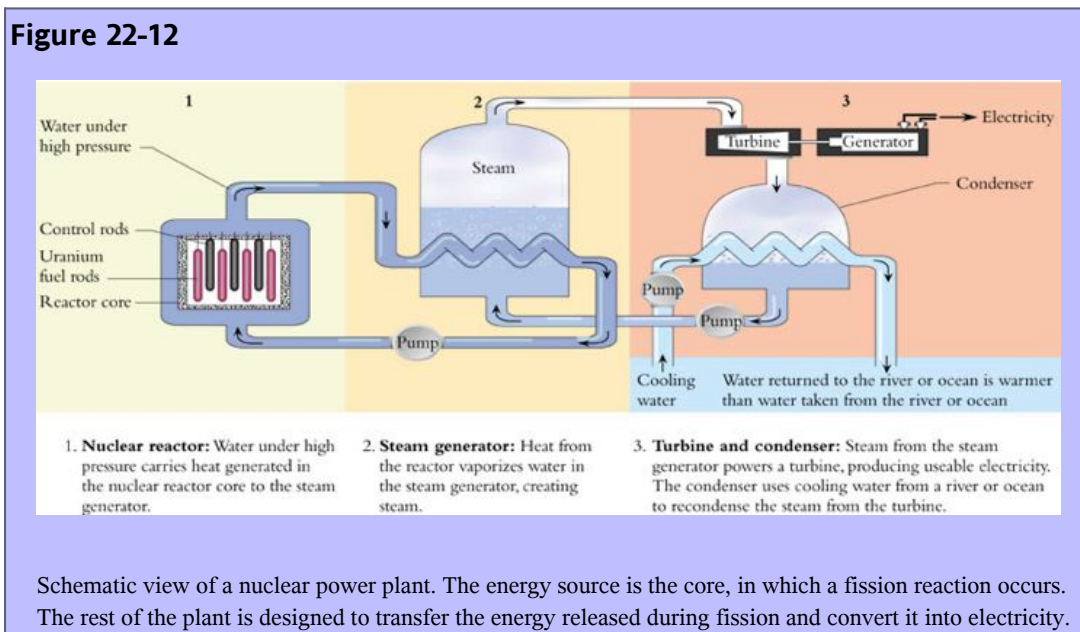 Figure 22-12
1
2
3
Water under
high pressure
Control rods
Uranium
fuel rods
Reactor core
Pump
Steam
Turbine
Generator
Electricity
Condenser
Pump
Pump
Cooling
water
Water returned to the river or ocean is warmer
than water taken from the river or ocean
1. Nuclear reactor: Water under high
pressure carries heat generated in
the nuclear reactor core to the steam
generator.
2. Steam generator: Heat from
the reactor vaporizes water in
the steam generator, creating
steam.
3. Turbine and condenser: Steam from the steam
generator powers a turbine, producing useable electricity.
The condenser uses cooling water from a river or ocean
to recondense the steam from the turbine.
Schematic view of a nuclear power plant. The energy source is the core, in which a fission reaction occurs.
The rest of the plant is designed to transfer the energy released during fission and convert it into electricity.